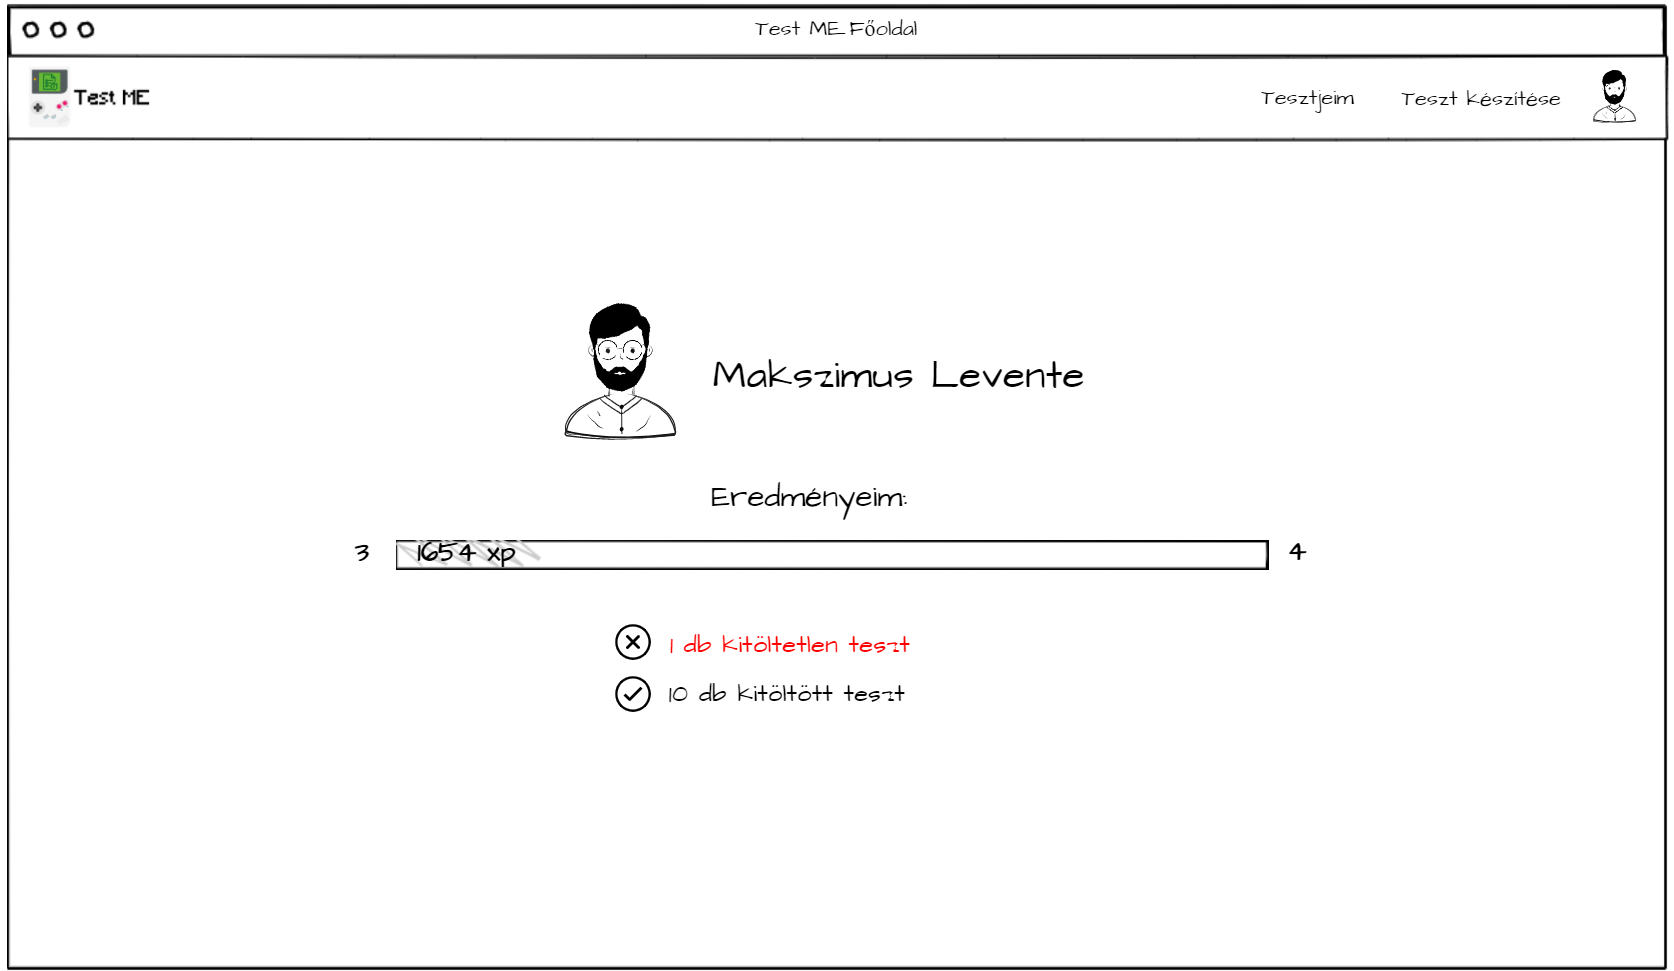 Test ME Főoldal
Test ME
Tesztjeim
Teszt készítése
Makszimus Levente
Eredményeim:
3
1654 xp
4
1 db kitöltetlen teszt
10 db kitöltött teszt